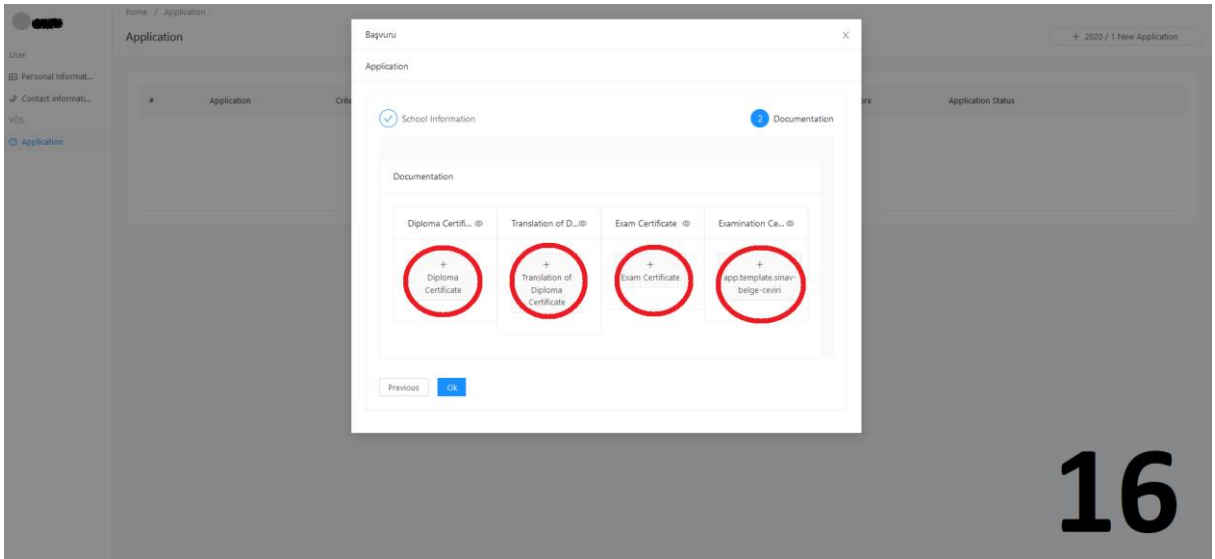 home / Application
Application
+ 2020 / 1 New Application
User
Personal Informat...
Contact informati...
YÖS
Application
# Application Application Status
Başvuru
Application
School Information
2 Documentation
Documentation
Diploma Certifi... Translation of D... Exam Certificate Examination Ce...
+ Diploma Certificate
+ Translation of Diploma Certificate
+ Exam Certificate
+ app.template.sinav-belge-ceviri
Previous Ok
16